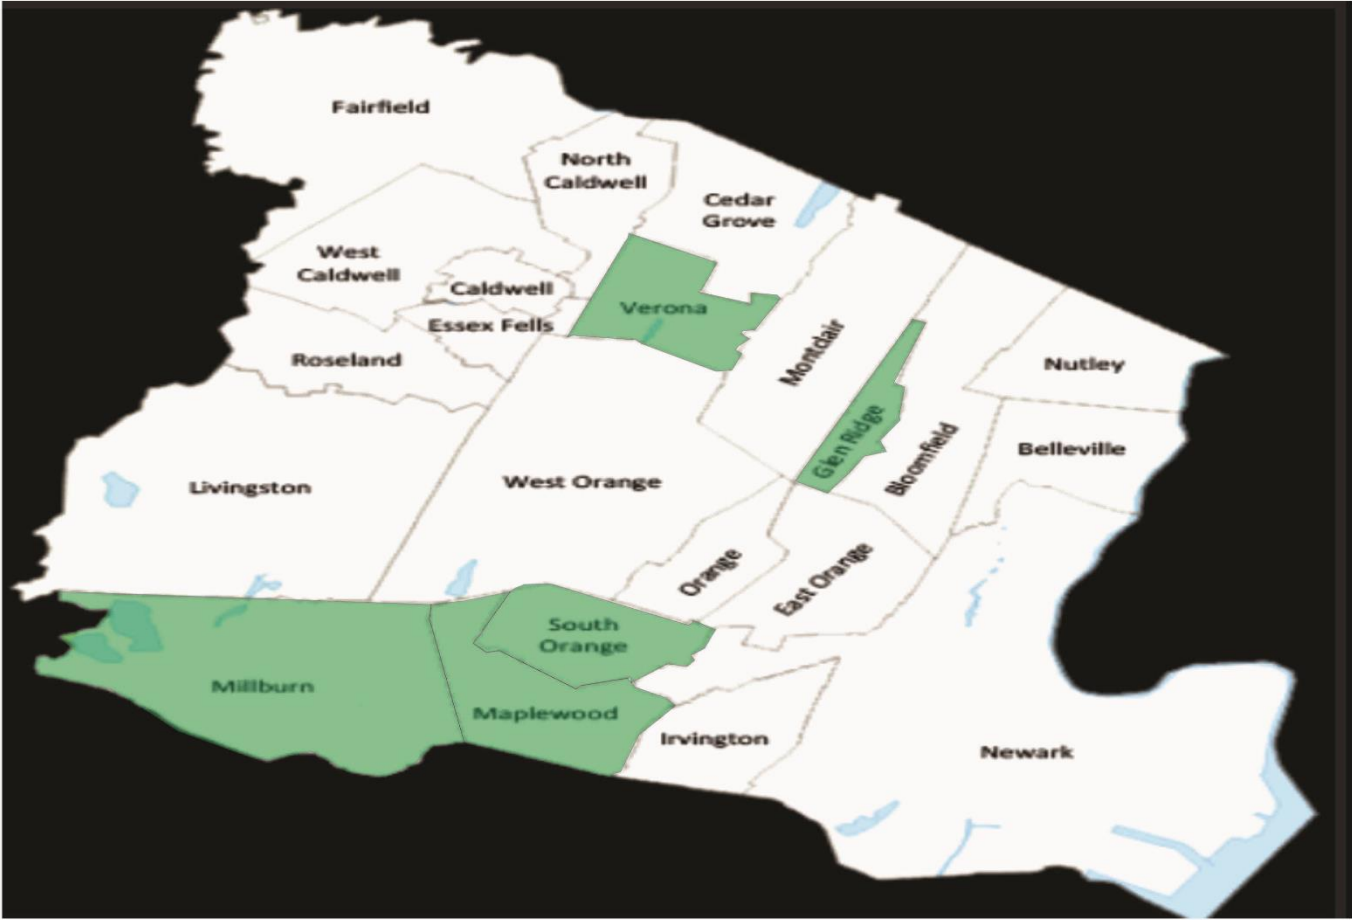 Fairfield
North
Caldwell
Cedar
Grove
West
Caldwell
Caldwell
Verona
Essex Fells
Roseland
Montclair
Nutley
Glen Ridge
Bloomfield
Belleville
Livingston
West Orange
Orange
East Orange
South
Orange
Millburn
Maplewood
Irvington
Newark